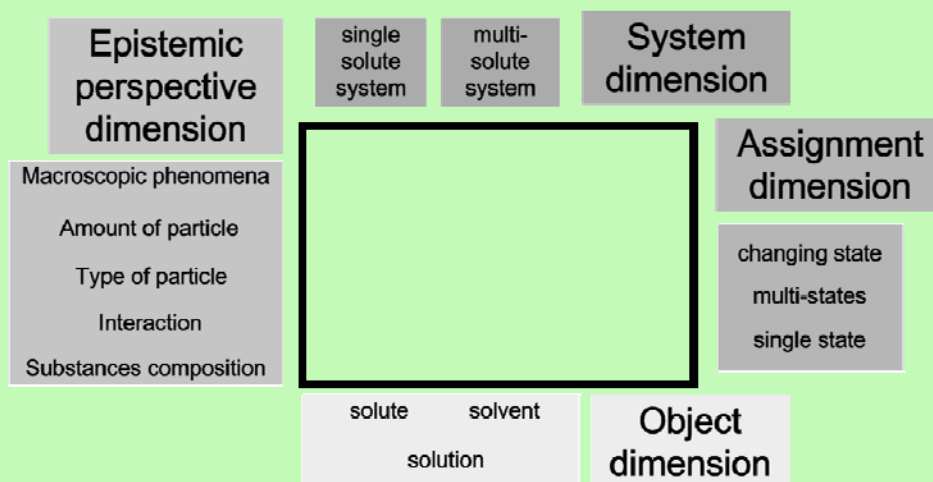 Epistemic
perspective
dimension
single
solute
system
multi-
solute
system
System
dimension
Macroscopic phenomena
Amount of particle
Type of particle
Interaction
Substances composition
Assignment
dimension
changing state
multi-states
single state
solute solvent
solution
Object
dimension